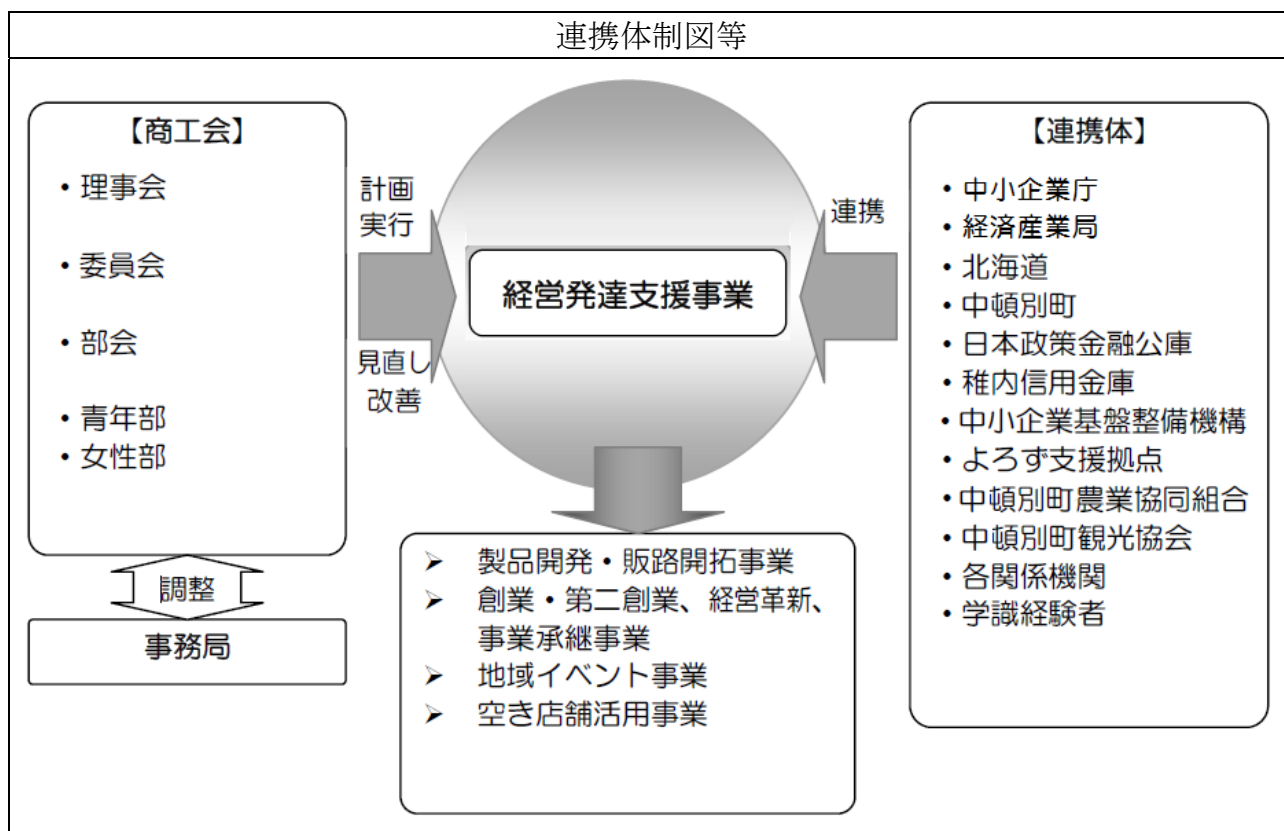 連携体制図等
【商工会】
・理事会
・委員会
・部会
・青年部
・女性部
調整
事務局
計画
実行
見直し
改善
経営発達支援事業
連携
➢ 製品開発・販路開拓事業
➢ 創業・第二創業、経営革新、
事業承継事業
➢ 地域イベント事業
➢ 空き店舗活用事業
【連携体】
・中小企業庁
・経済産業局
・北海道
・中頓別町
・日本政策金融公庫
・稚内信用金庫
・中小企業基盤整備機構
・よろず支援拠点
・中頓別町農業協同組合
・中頓別町観光協会
・各関係機関
・学識経験者